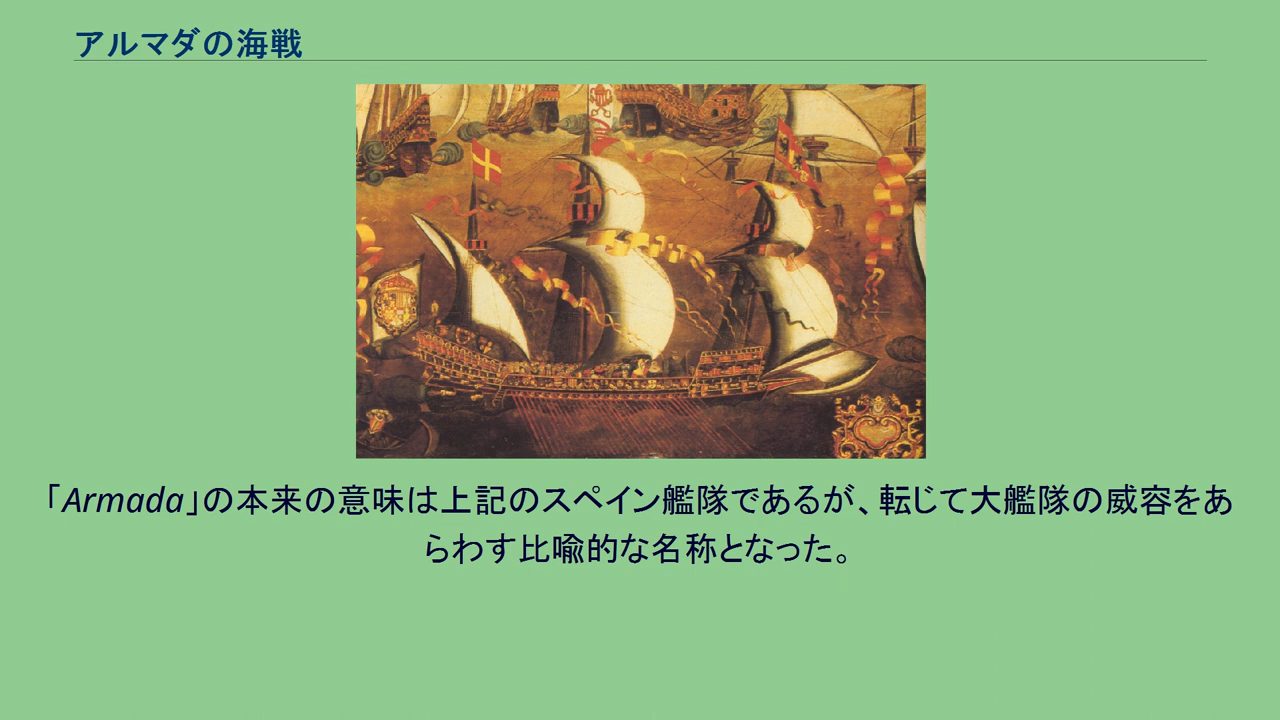 アルマダの海戦
「Armada」の本来の意味は上記のスペイン艦隊であるが、転じて大艦隊の威容をあ
らわす比喩的な名称となった。